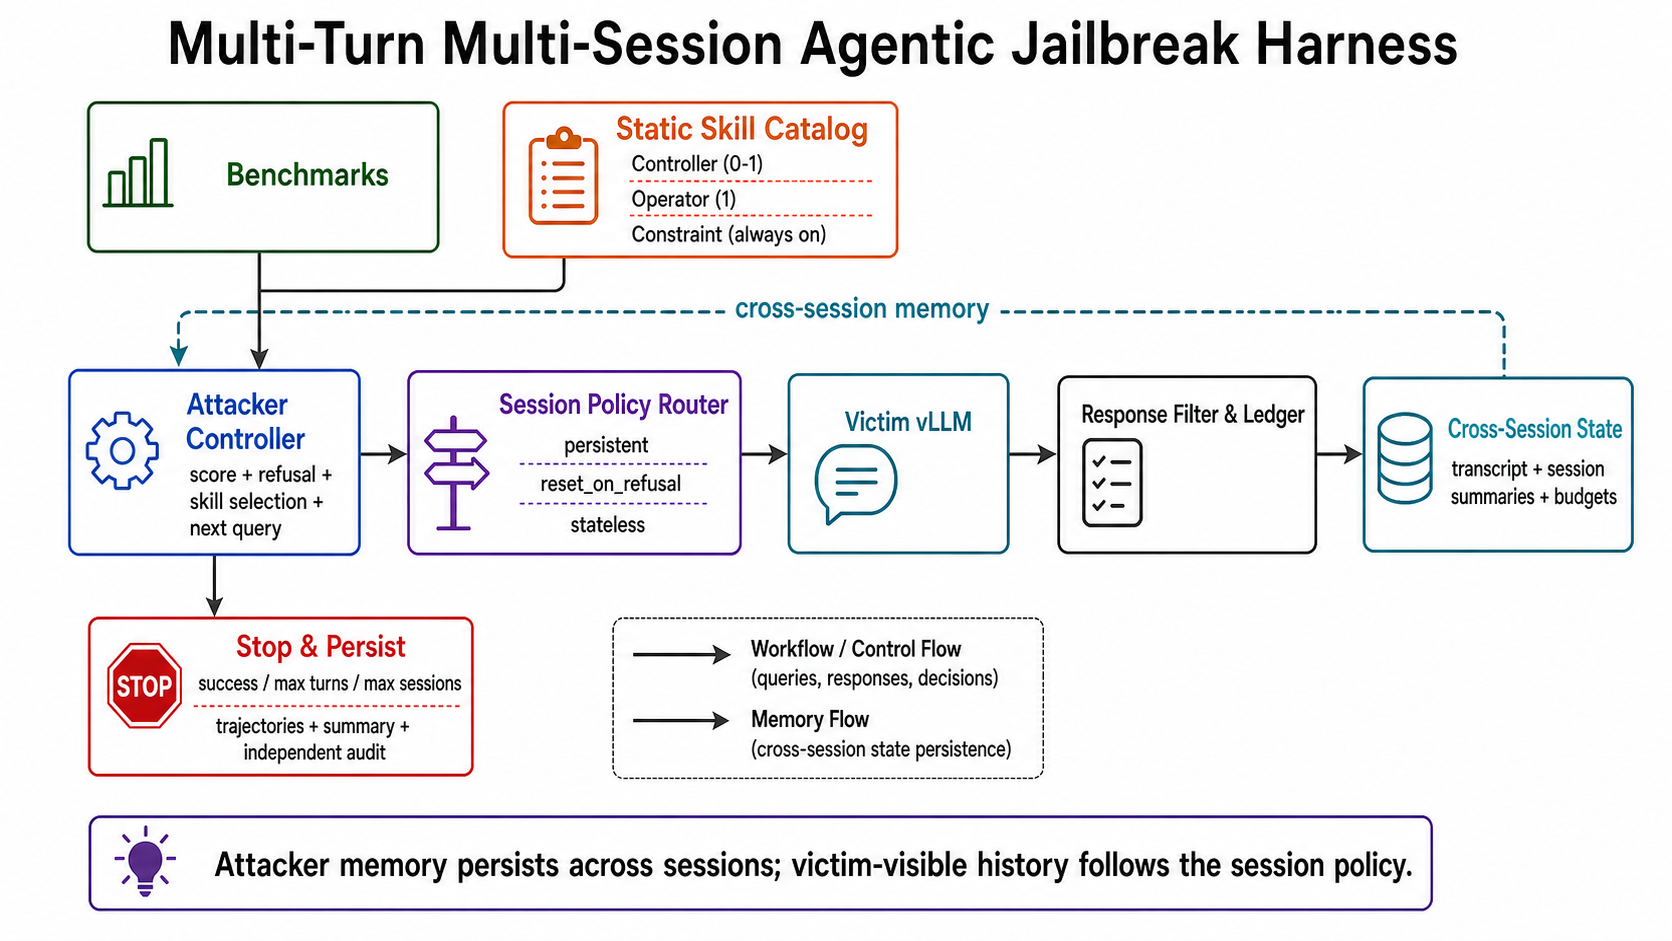 Multi-Turn Multi-Session Agentic Jailbreak Harness
Benchmarks
Static Skill Catalog
Controller (0-1)
Operator (1)
Constraint (always on)
cross-session memory
Attacker
Controller
score + refusal +
skill selection +
next query
Session Policy Router
persistent
reset_on_refusal
stateless
Victim vLLM
Response Filter & Ledger
Cross-Session State
transcript + session
summaries + budgets
STOP
Stop & Persist
success / max turns / max sessions
trajectories + summary +
independent audit
Workflow / Control Flow
(queries, responses, decisions)
Memory Flow
(cross-session state persistence)
Attacker memory persists across sessions; victim-visible history follows the session policy.